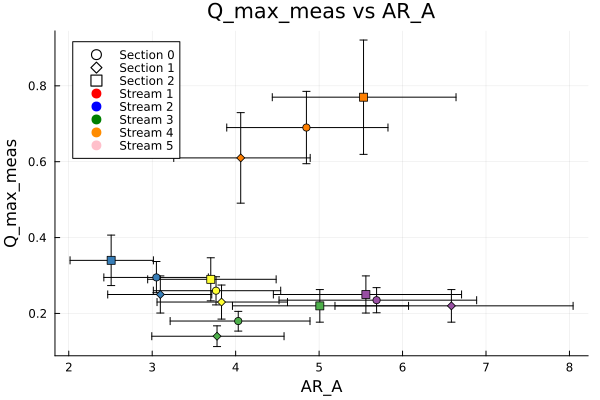 Q_max_meas vs AR_A
Section 0
Section 1
Section 2
Stream 1
Stream 2
Stream 3
Stream 4
Stream 5
0.8
0.6
0.4
0.2
Q_max_meas
2 3 4 5 6 7 8
AR_A